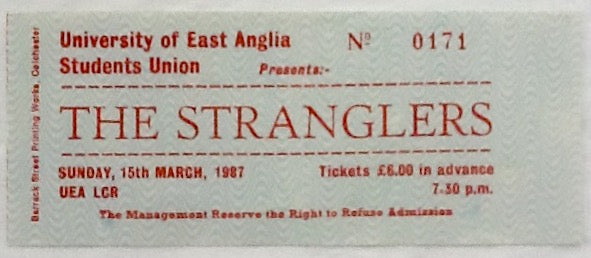 University of East Anglia Nº 0171
Students Union Presents:-
THE STRANGLERS
SUNDAY, 15th MARCH, 1987 Tickets £6.00 in advance
UEA LCR 7.30 p.m.
The Management Reserve the Right to Refuse Admission
Barrack Street Printing Works, Colchester